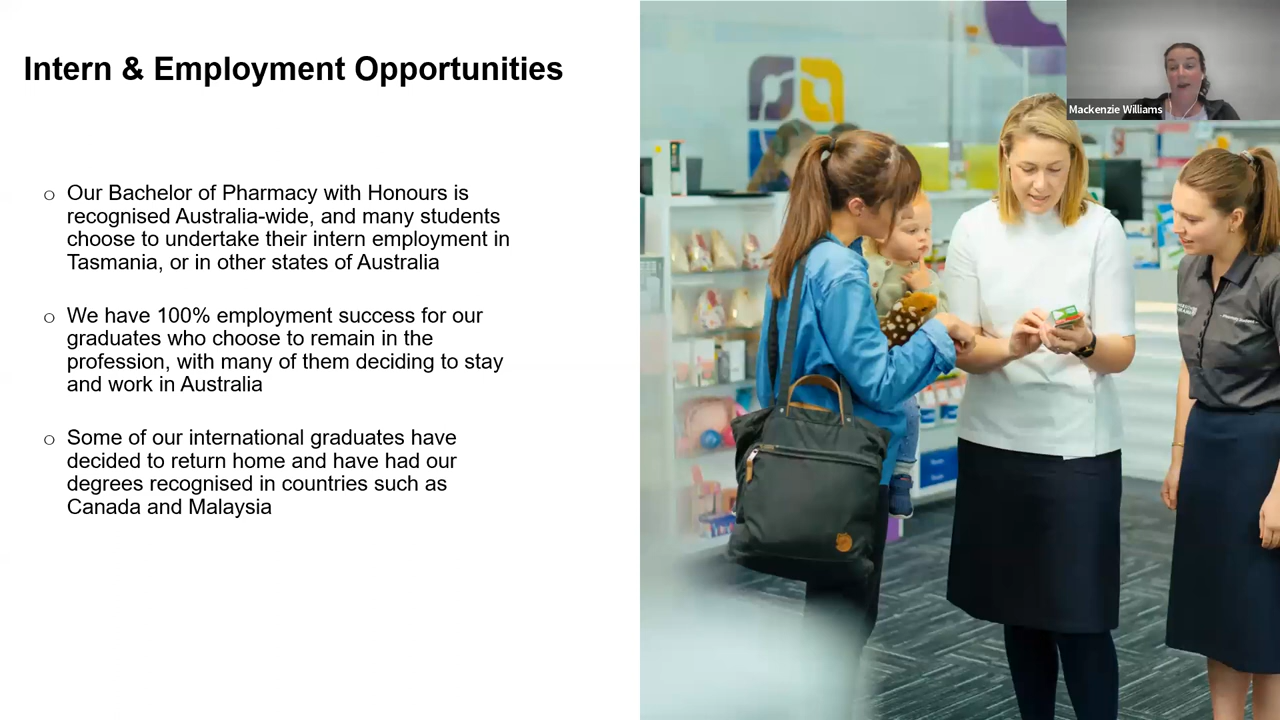 Intern & Employment Opportunities
Mackenzie Williams
○ Our Bachelor of Pharmacy with Honours is
recognised Australia-wide, and many students
choose to undertake their intern employment in
Tasmania, or in other states of Australia
○ We have 100% employment success for our
graduates who choose to remain in the
profession, with many of them deciding to stay
and work in Australia
○ Some of our international graduates have
decided to return home and have had our
degrees recognised in countries such as
Canada and Malaysia